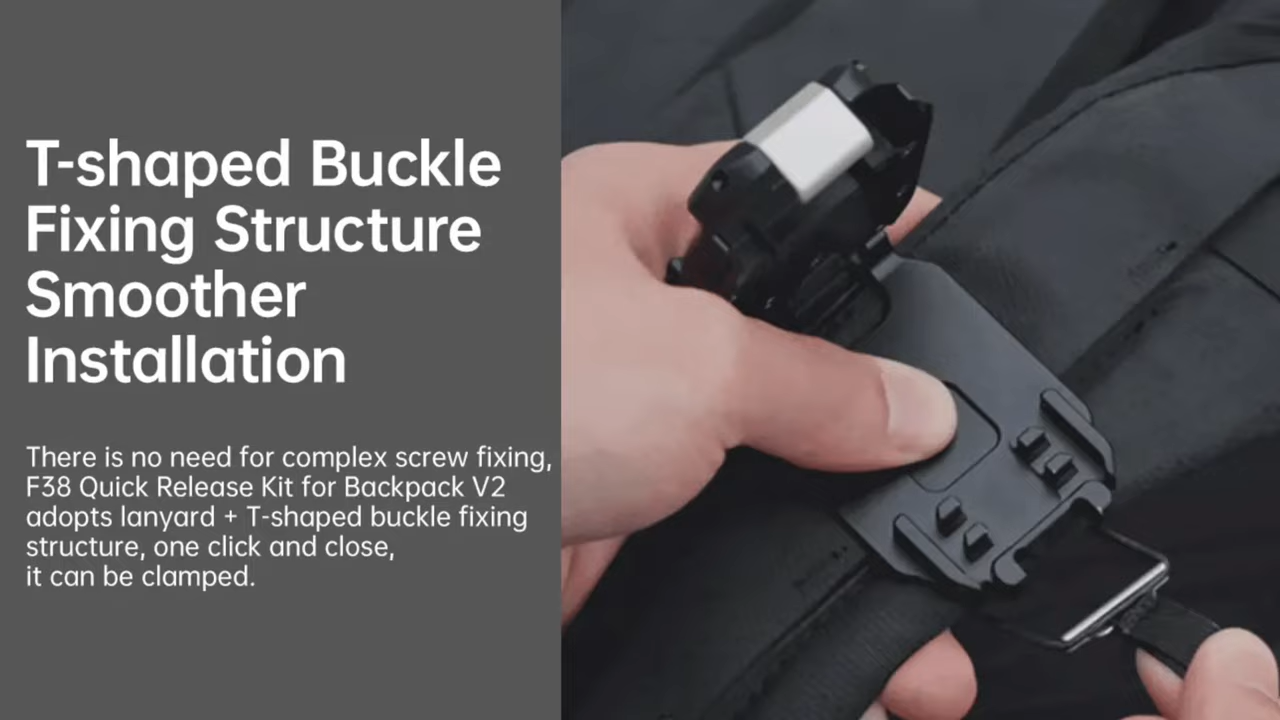 T-shaped Buckle
Fixing Structure
Smoother
Installation
There is no need for complex screw fixing,
F38 Quick Release Kit for Backpack V2
adopts lanyard + T-shaped buckle fixing
structure, one click and close,
it can be clamped.